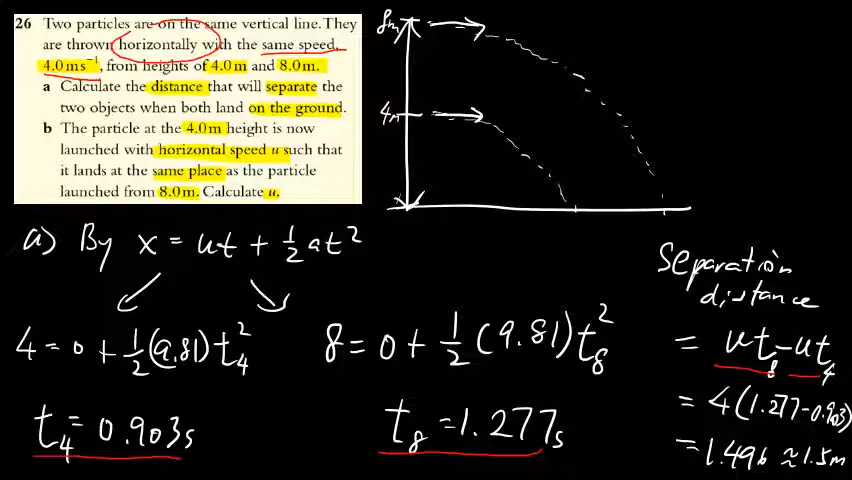 26 Two particles are on the same vertical line. They
are thrown horizontally with the same speed,
4.0 m s⁻¹, from heights of 4.0 m and 8.0 m.
a Calculate the distance that will separate the
two objects when both land on the ground.
b The particle at the 4.0 m height is now
launched with horizontal speed u such that
it lands at the same place as the particle
launched from 8.0 m. Calculate u.
8m
4m
a) By x = ut + 1/2 at²
4 = 0 + 1/2 (9.81) t₄²
t₄ = 0.903s
8 = 0 + 1/2 (9.81) t₈²
t₈ = 1.277s
Separation
distance
= ut₈ - ut₄
= 4(1.277-0.903)
= 1.496 ≈ 1.5m